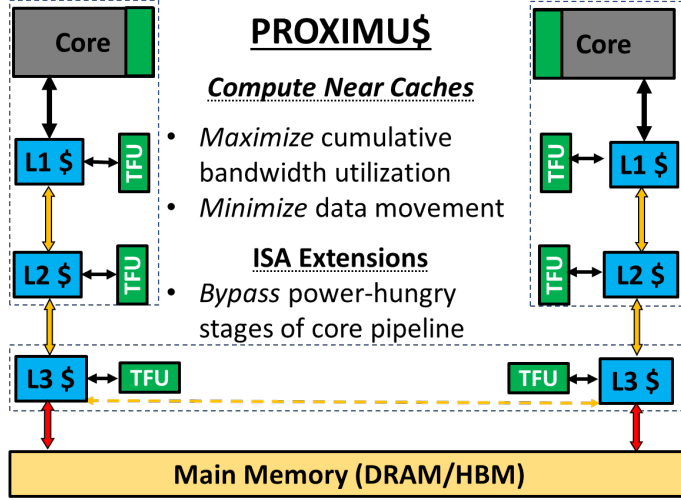 PROXIMU$
Core
Core
Compute Near Caches
• Maximize cumulative
bandwidth utilization
• Minimize data movement
ISA Extensions
• Bypass power-hungry
stages of core pipeline
L1 $
TFU
TFU
L1 $
L2 $
TFU
TFU
L2 $
L3 $
TFU
TFU
L3 $
Main Memory (DRAM/HBM)